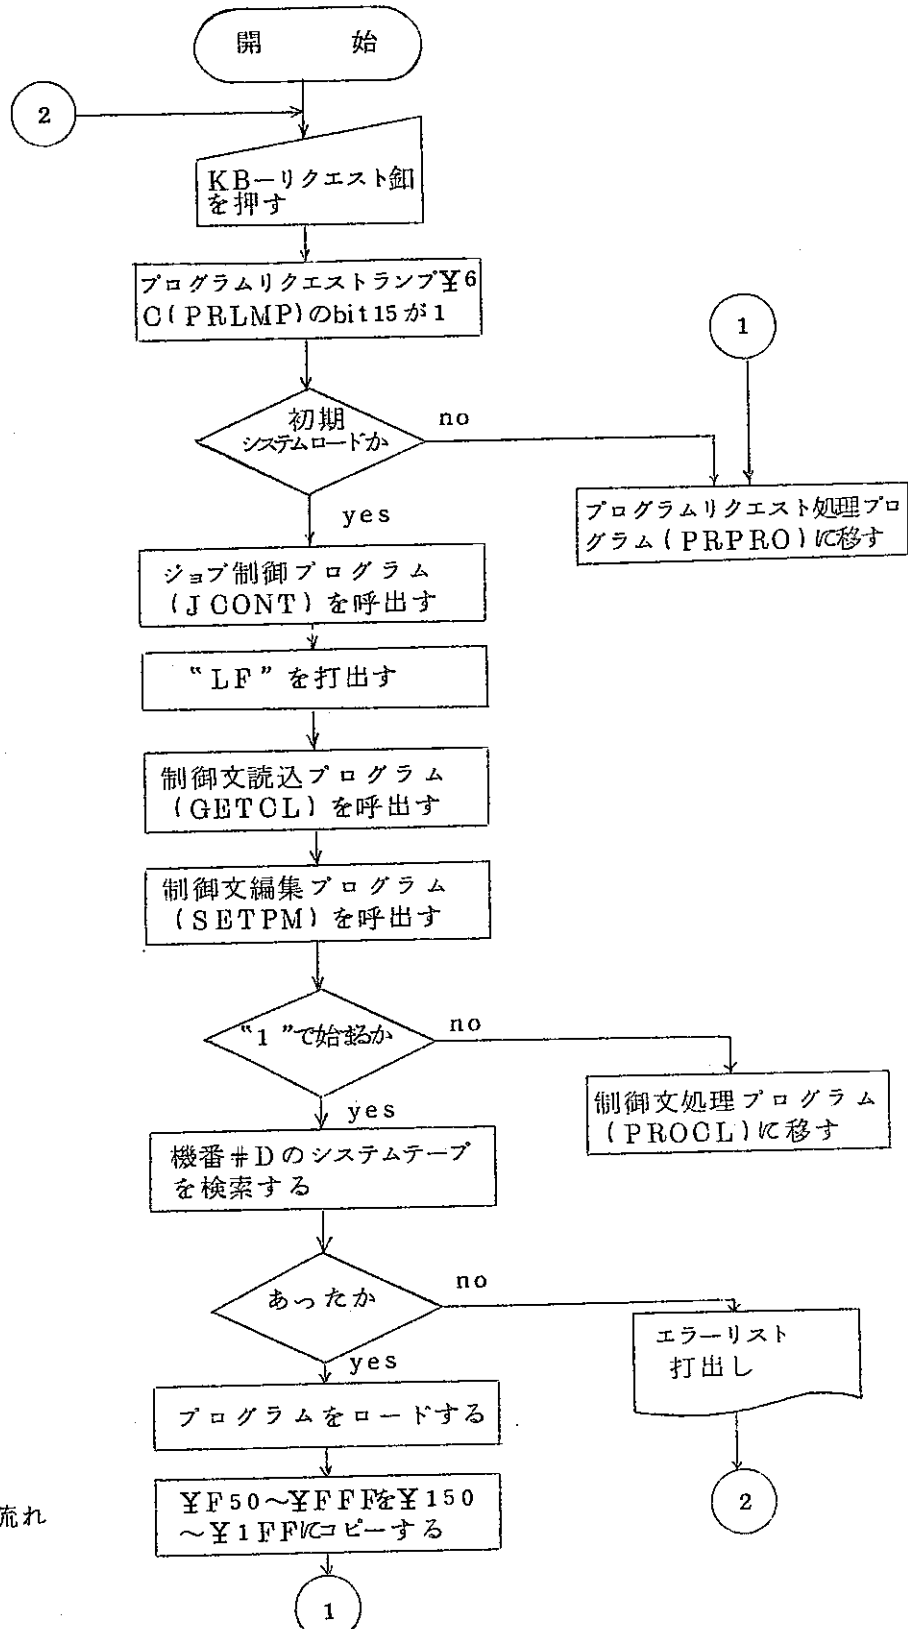 開 始
2
KB－リクエスト釦
を押す
プログラムリクエストランプ¥6
C(PRLMP)のbit15が1
1
初期
システムロードか
no
yes
プログラムリクエスト処理プロ
グラム(PRPRO)に移す
ジョブ制御プログラム
(JCONT)を呼出す
“LF”を打出す
制御文読込プログラム
(GETCL)を呼出す
制御文編集プログラム
(SETPM)を呼出す
“1”で始まるか
no
yes
制御文処理プログラム
(PROCL)に移す
機番#Dのシステムテープ
を検索する
あったか
no
yes
エラーリスト
打出し
プログラムをロードする
¥F50～¥FFFを¥150
～¥1FFにコピーする
2
流れ
1